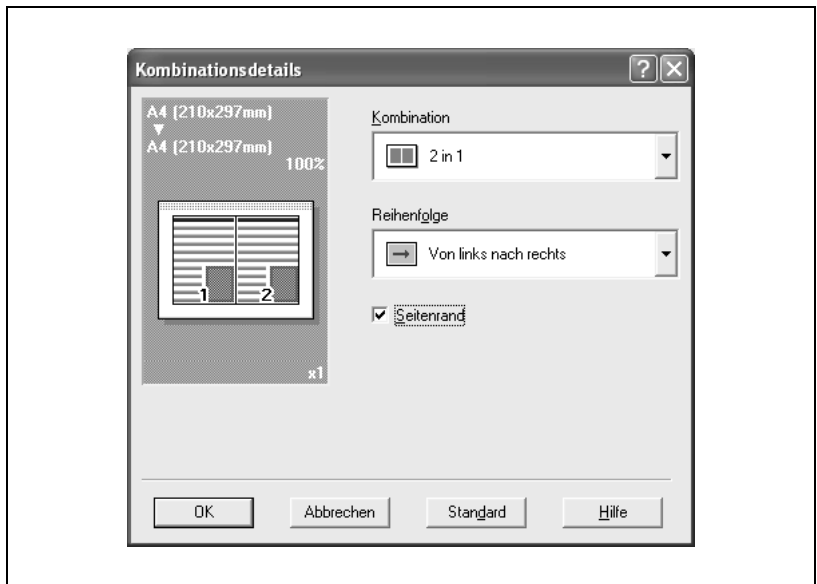 Kombinationsdetails
A4 (210x297mm)
A4 (210x297mm)
100%
1 2
x1
Kombination
2 in 1
Reihenfolge
Von links nach rechts
Seitenrand
OK Abbrechen Standard Hilfe